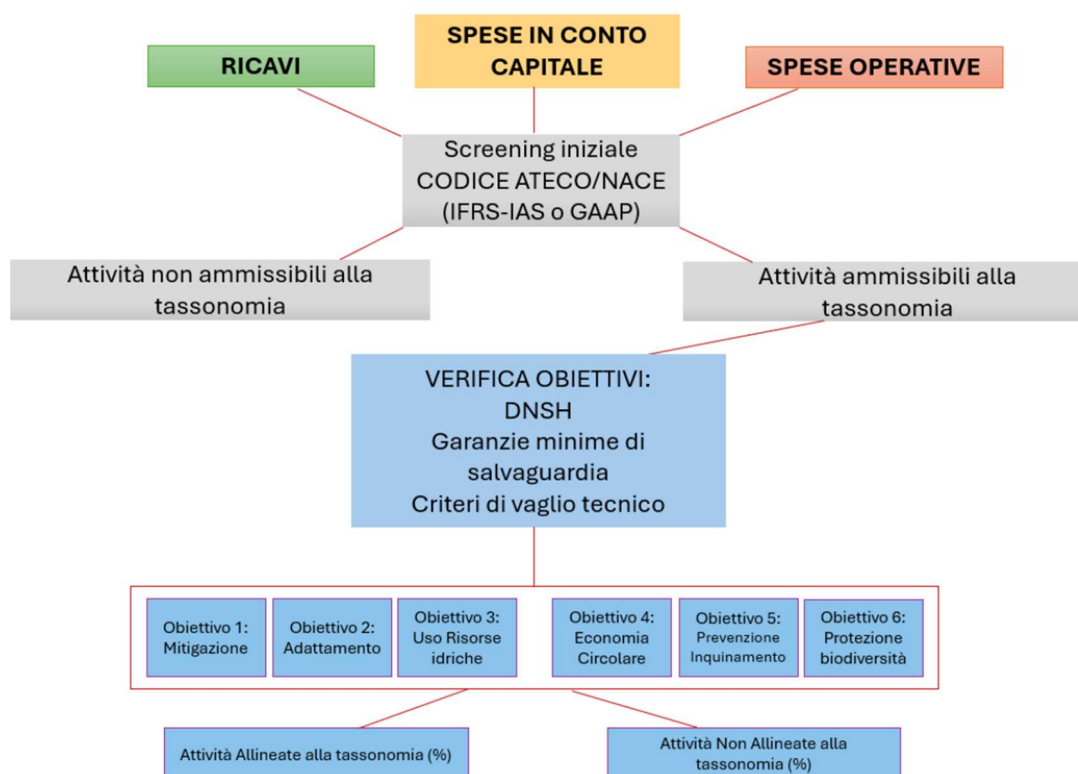 RICAVI
SPESE IN CONTO
CAPITALE
SPESE OPERATIVE
Screening iniziale
CODICE ATECO/NACE
(IFRS-IAS o GAAP)
Attività non ammissibili alla
tassonomia
Attività ammissibili alla
tassonomia
VERIFICA OBIETTIVI:
DNSH
Garanzie minime di
salvaguardia
Criteri di vaglio tecnico
Obiettivo 1:
Mitigazione
Obiettivo 2:
Adattamento
Obiettivo 3:
Uso Risorse
idriche
Obiettivo 4:
Economia
Circolare
Obiettivo 5:
Prevenzione
Inquinamento
Obiettivo 6:
Protezione
biodiversità
Attività Allineate alla tassonomia (%)
Attività Non Allineate alla
tassonomia (%)